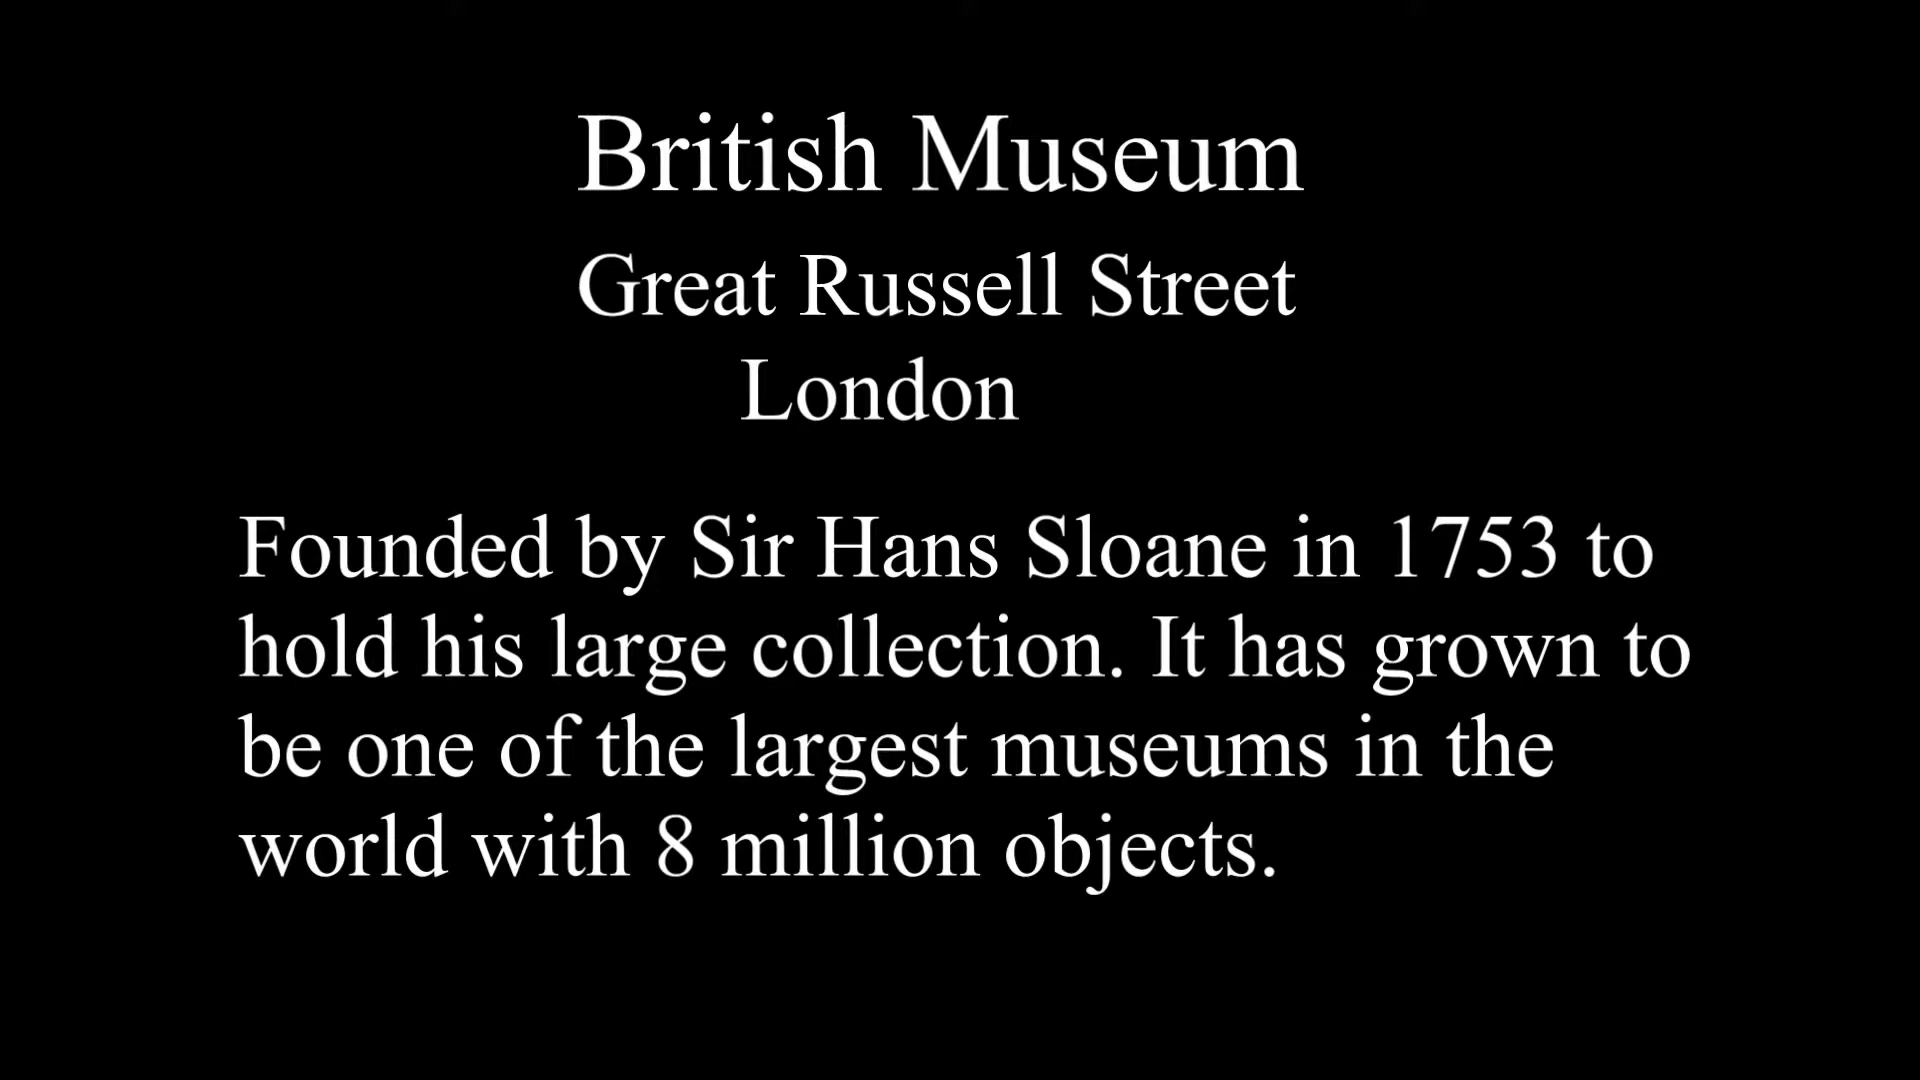 British Museum
Great Russell Street
London
Founded by Sir Hans Sloane in 1753 to
hold his large collection. It has grown to
be one of the largest museums in the
world with 8 million objects.